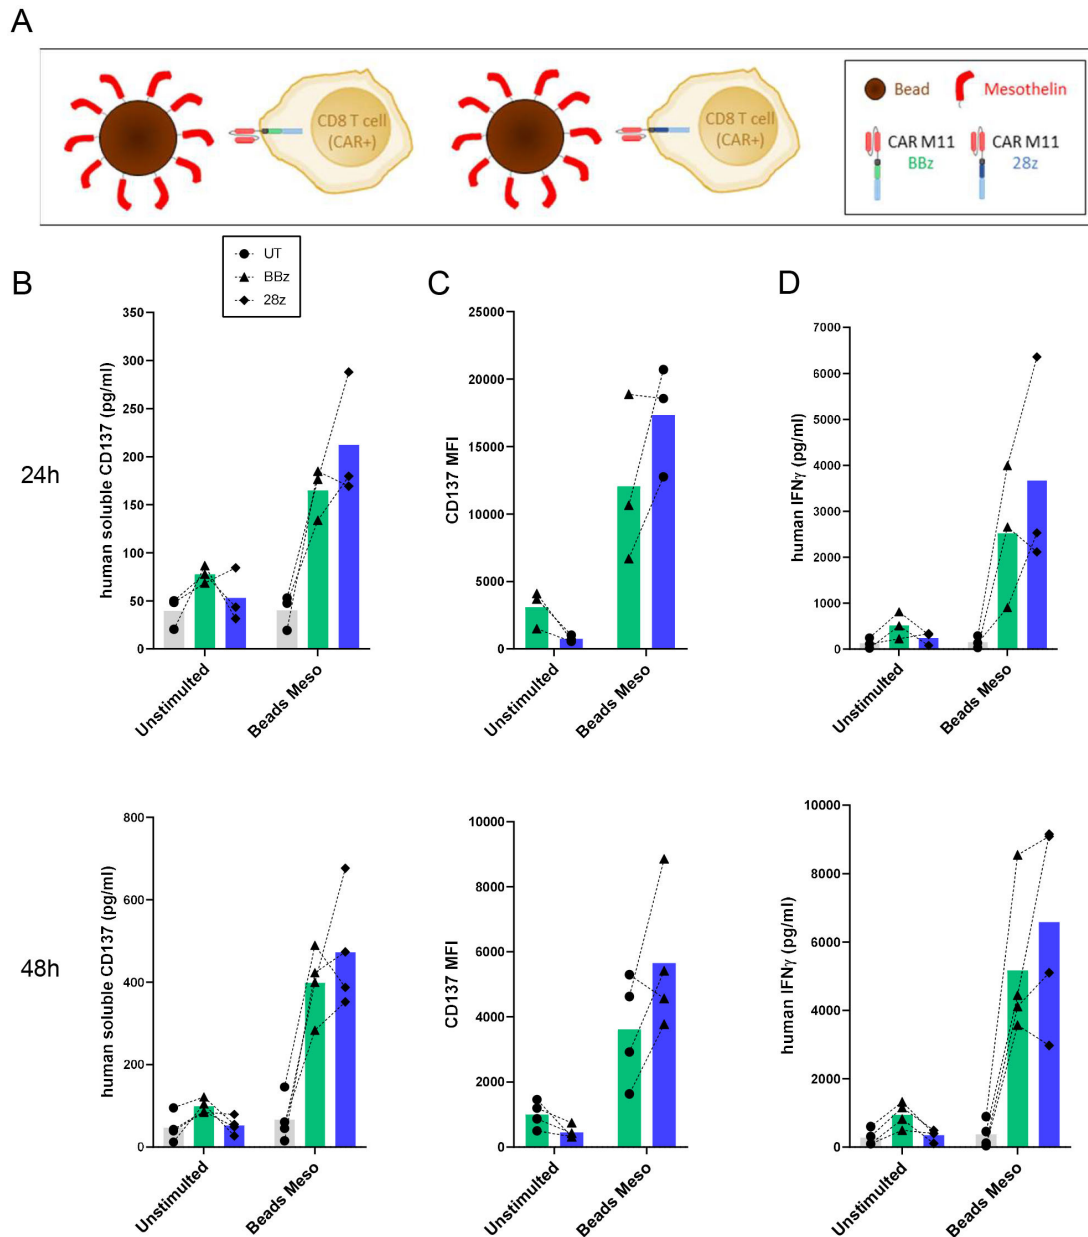 A
CD8 T cell
(CAR+)
CD8 T cell
(CAR+)
Bead
Mesothelin
CAR M11
BBz
CAR M11
28z
UT
BBz
28z
B
C
D
24h
human soluble CD137 (pg/ml)
350
300
250
200
150
100
50
0
Unstimulted
Beads Meso
CD137 MFI
25000
20000
15000
10000
5000
0
Unstimulted
Beads Meso
human IFNγ (pg/ml)
7000
6000
5000
4000
3000
2000
1000
0
Unstimulted
Beads Meso
48h
human soluble CD137 (pg/ml)
800
600
400
200
0
Unstimulted
Beads Meso
CD137 MFI
10000
8000
6000
4000
2000
0
Unstimulted
Beads Meso
human IFNγ (pg/ml)
10000
8000
6000
4000
2000
0
Unstimulted
Beads Meso